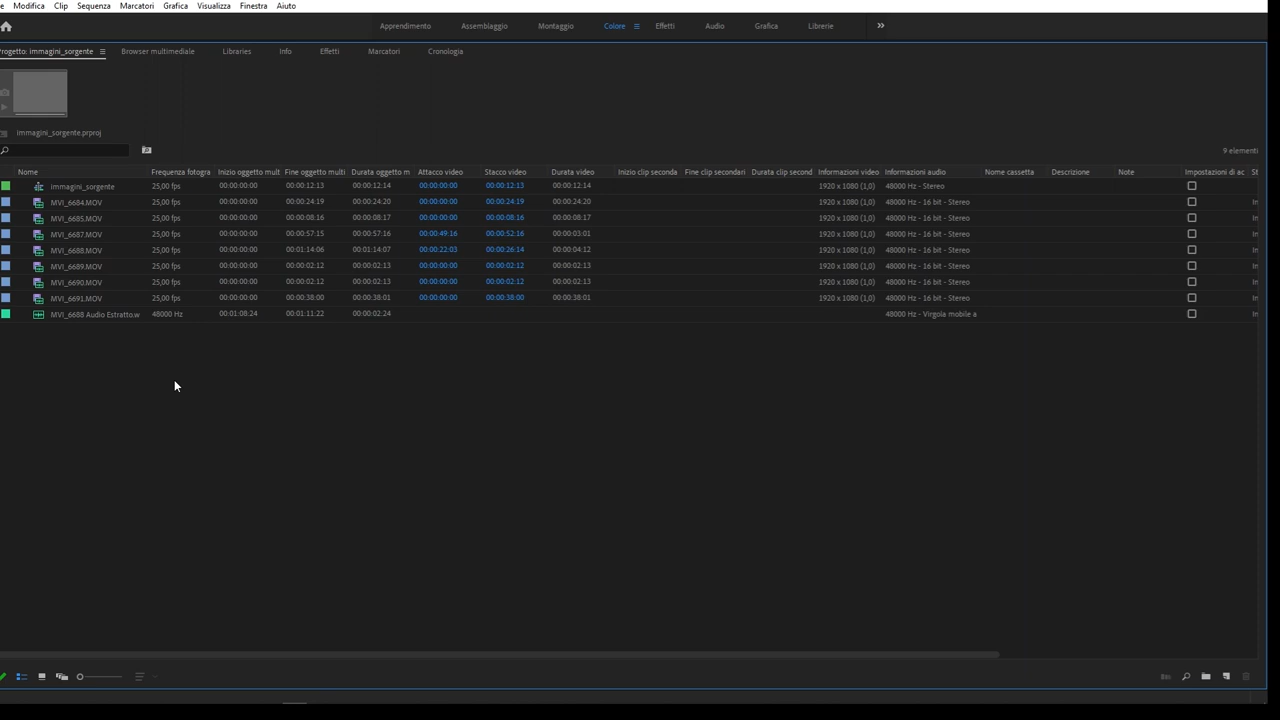 e Modifica Clip Sequenza Marcatori Grafica Visualizza Finestra Aiuto
Apprendimento Assemblaggio Montaggio Colore Effetti Audio Grafica Librerie
Progetto: immagini_sorgente Browser multimediale Libraries Info Effetti Marcatori Cronologia
immagini_sorgente.prproj
9 elementi
Nome Frequenza fotogra Inizio oggetto mult Fine oggetto multi Durata oggetto m Attacco video Stacco video Durata video Inizio clip seconda Fine clip secondari Durata clip second Informazioni video Informazioni audio Nome cassetta Descrizione Note Impostazioni di ac St
immagini_sorgente 25,00 fps 00:00:00:00 00:00:12:13 00:00:12:14 00:00:00:00 00:00:12:13 00:00:12:14 1920 x 1080 (1,0) 48000 Hz - Stereo
MVI_6684.MOV 25,00 fps 00:00:00:00 00:00:24:19 00:00:24:20 00:00:00:00 00:00:24:19 00:00:24:20 1920 x 1080 (1,0) 48000 Hz - 16 bit - Stereo In
MVI_6685.MOV 25,00 fps 00:00:00:00 00:00:08:16 00:00:08:17 00:00:00:00 00:00:08:16 00:00:08:17 1920 x 1080 (1,0) 48000 Hz - 16 bit - Stereo In
MVI_6687.MOV 25,00 fps 00:00:00:00 00:00:57:15 00:00:57:16 00:00:49:16 00:00:52:16 00:00:03:01 1920 x 1080 (1,0) 48000 Hz - 16 bit - Stereo In
MVI_6688.MOV 25,00 fps 00:00:00:00 00:01:14:06 00:01:14:07 00:00:22:03 00:00:26:14 00:00:04:12 1920 x 1080 (1,0) 48000 Hz - 16 bit - Stereo In
MVI_6689.MOV 25,00 fps 00:00:00:00 00:00:02:12 00:00:02:13 00:00:00:00 00:00:02:12 00:00:02:13 1920 x 1080 (1,0) 48000 Hz - 16 bit - Stereo In
MVI_6690.MOV 25,00 fps 00:00:00:00 00:00:02:12 00:00:02:13 00:00:00:00 00:00:02:12 00:00:02:13 1920 x 1080 (1,0) 48000 Hz - 16 bit - Stereo In
MVI_6691.MOV 25,00 fps 00:00:00:00 00:00:38:00 00:00:38:01 00:00:00:00 00:00:38:00 00:00:38:01 1920 x 1080 (1,0) 48000 Hz - 16 bit - Stereo In
MVI_6688 Audio Estratto.w 48000 Hz 00:01:08:24 00:01:11:22 00:00:02:24 48000 Hz - Virgola mobile a In